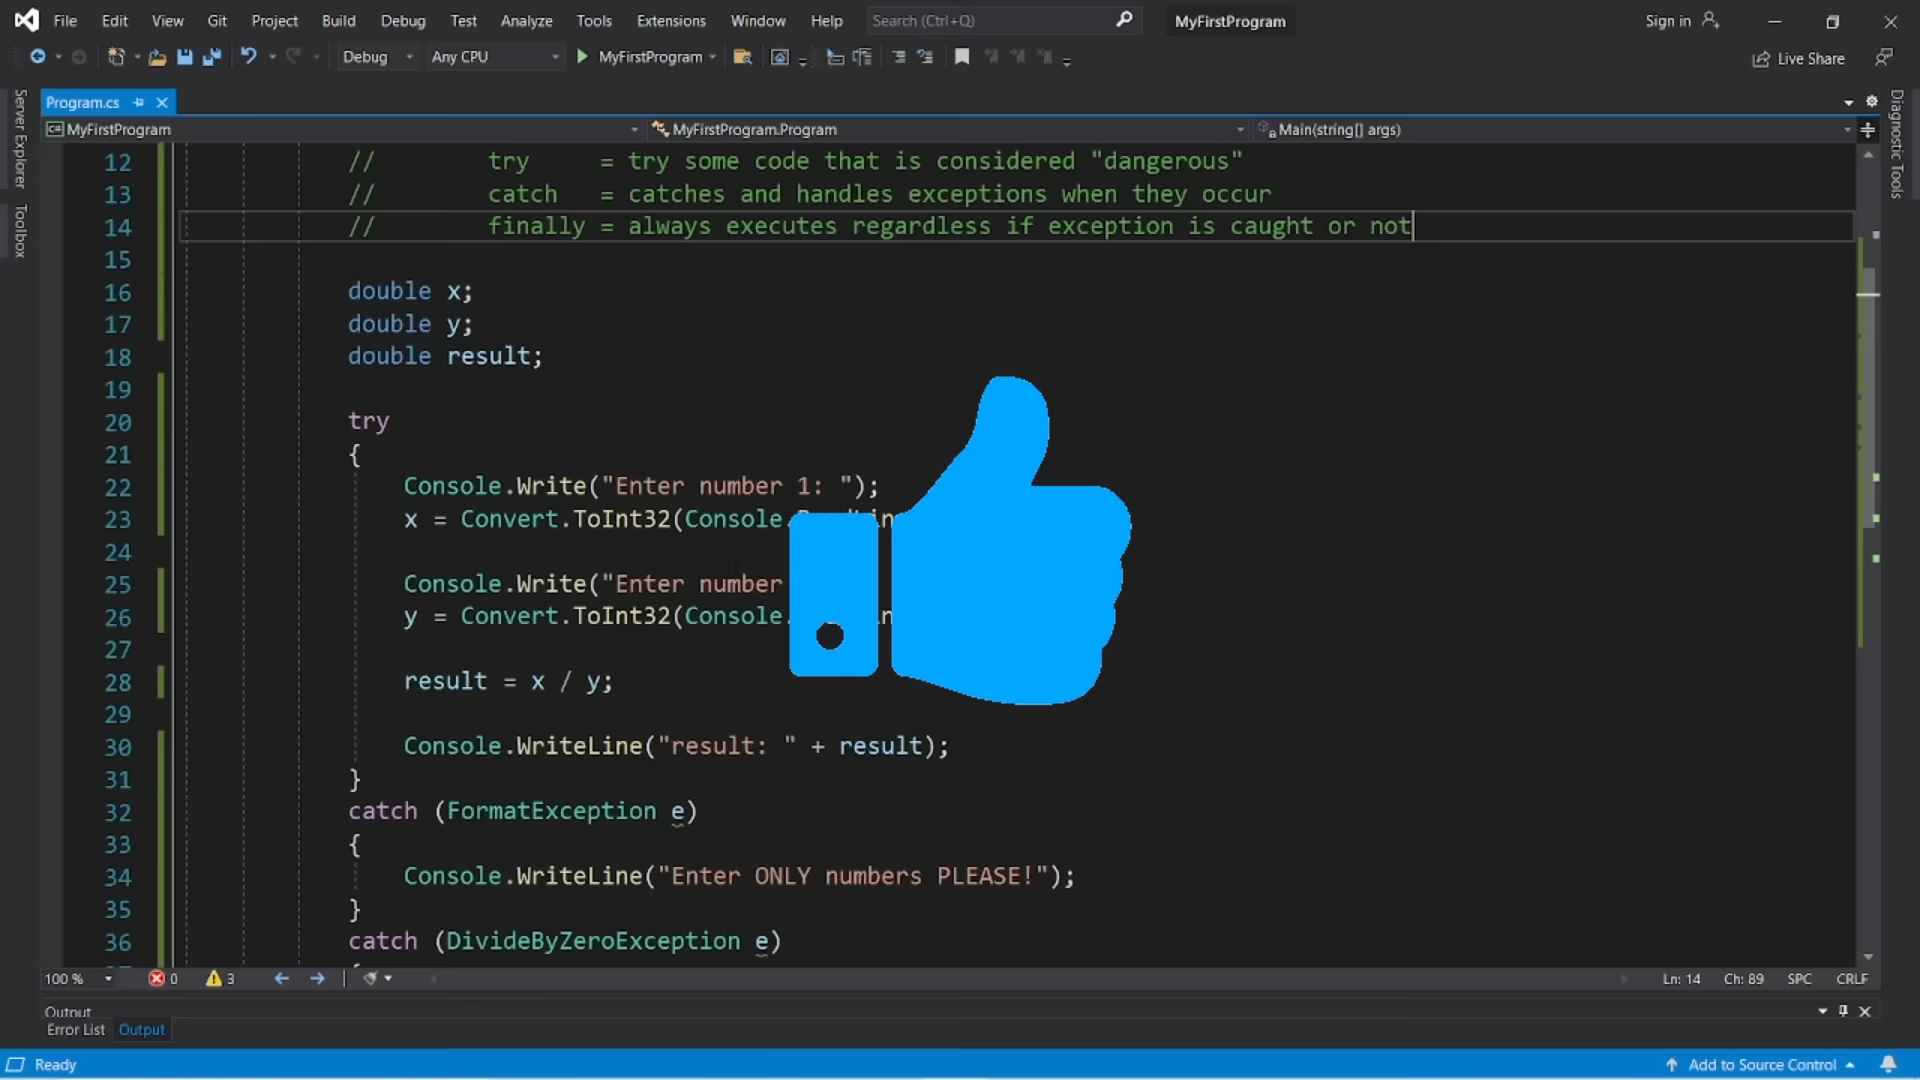 File Edit View Git Project Build Debug Test Analyze Tools Extensions Window Help Search (Ctrl+Q) MyFirstProgram Sign in
Debug Any CPU MyFirstProgram Live Share
Server Explorer
Toolbox
Diagnostic Tools
Program.cs
C# MyFirstProgram MyFirstProgram.Program Main(string[] args)
12 // try = try some code that is considered "dangerous"
13 // catch = catches and handles exceptions when they occur
14 // finally = always executes regardless if exception is caught or not
15
16 double x;
17 double y;
18 double result;
19
20 try
21 {
22 Console.Write("Enter number 1: ");
23 x = Convert.ToInt32(Console.
24
25 Console.Write("Enter number
26 y = Convert.ToInt32(Console.
27
28 result = x / y;
29
30 Console.WriteLine("result: " + result);
31 }
32 catch (FormatException e)
33 {
34 Console.WriteLine("Enter ONLY numbers PLEASE!");
35 }
36 catch (DivideByZeroException e)
100 % 0 3 Ln: 14 Ch: 89 SPC CRLF
Output
Error List Output
Ready Add to Source Control